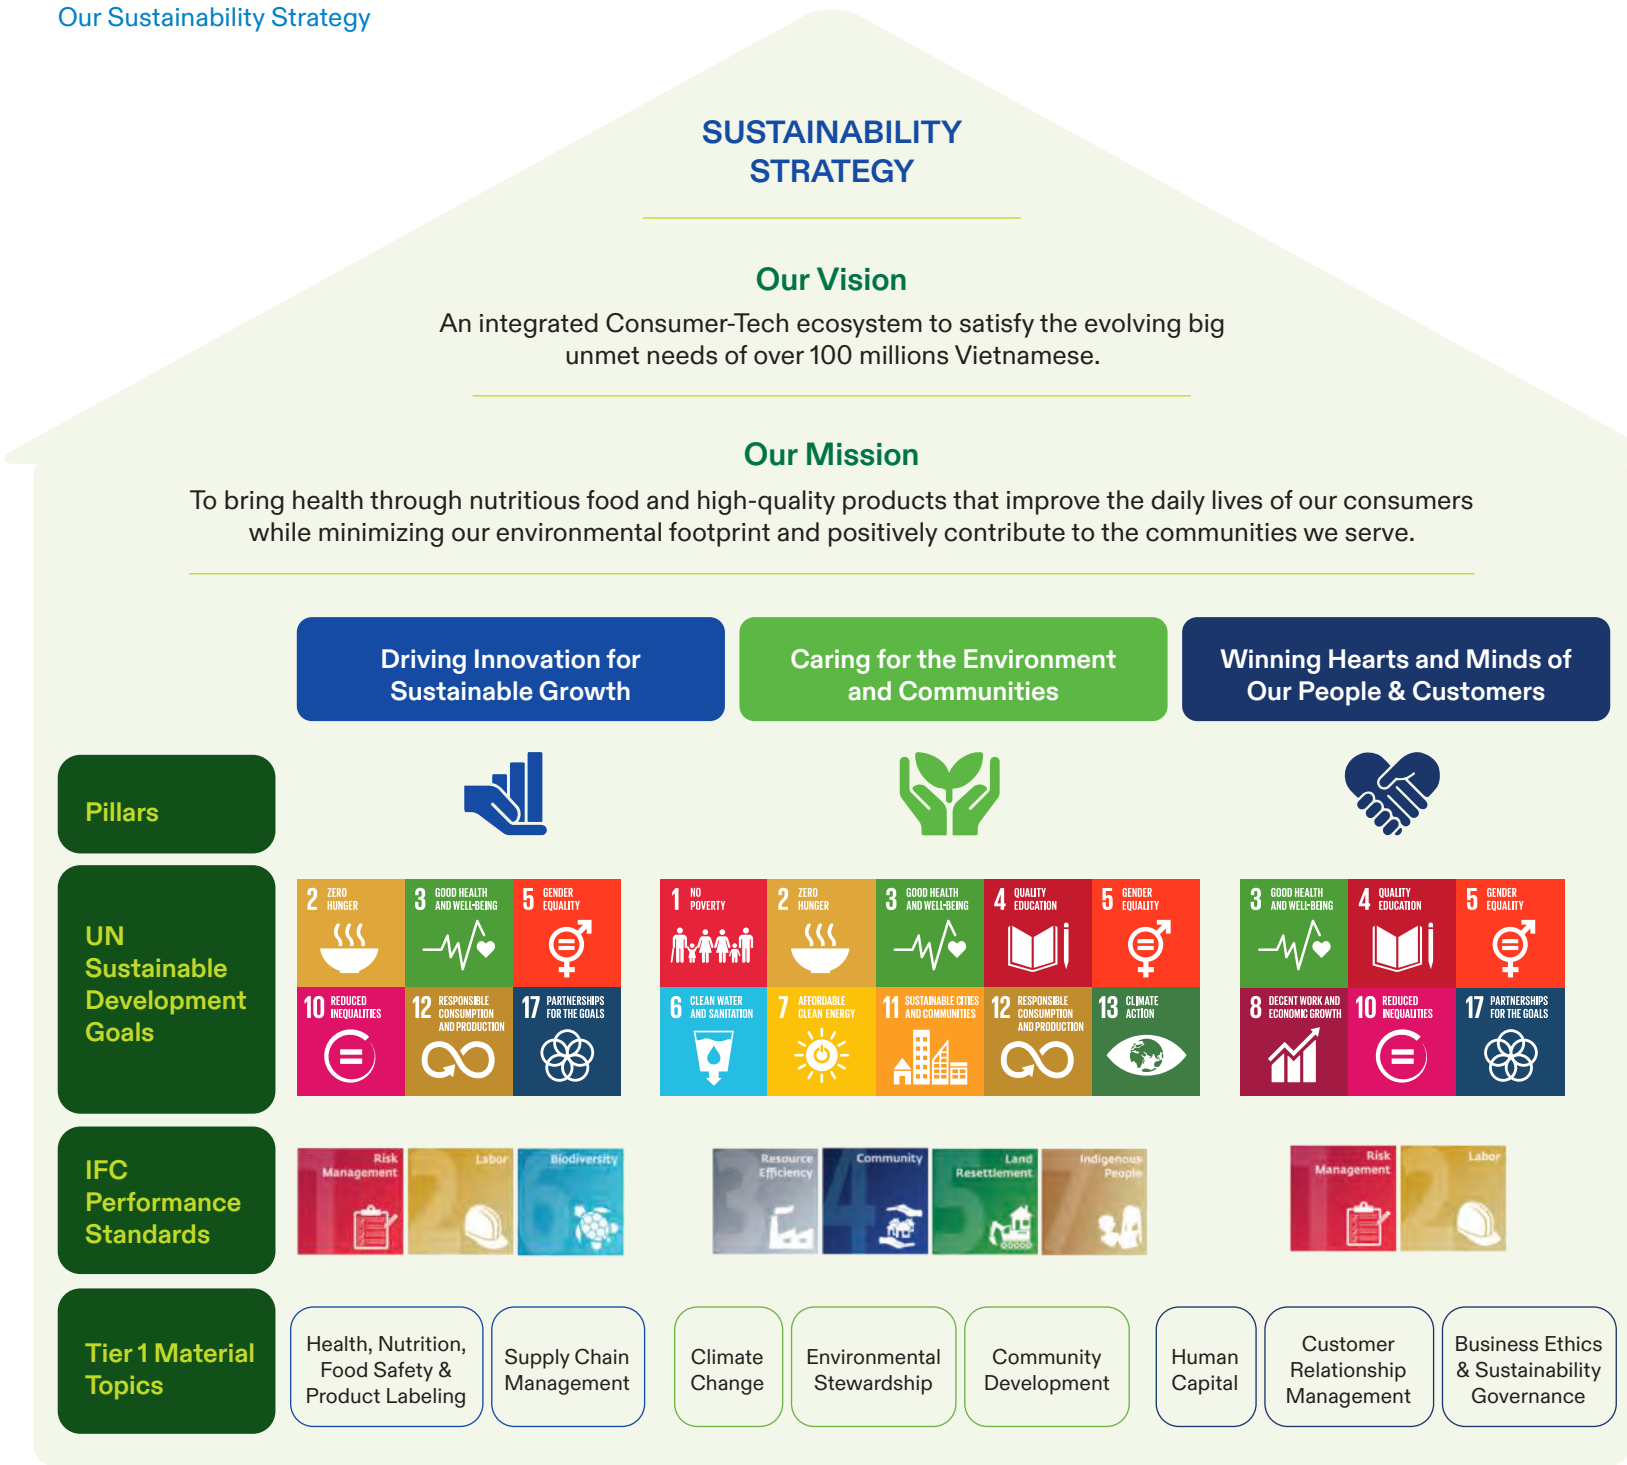 Our Sustainability Strategy
SUSTAINABILITY
STRATEGY
Our Vision
An integrated Consumer-Tech ecosystem to satisfy the evolving big
unmet needs of over 100 millions Vietnamese.
Our Mission
To bring health through nutritious food and high-quality products that improve the daily lives of our consumers
while minimizing our environmental footprint and positively contribute to the communities we serve.
Driving Innovation for
Sustainable Growth
Caring for the Environment
and Communities
Winning Hearts and Minds of
Our People & Customers
Pillars
UN
Sustainable
Development
Goals
2 ZERO
HUNGER
3 GOOD HEALTH
AND WELL-BEING
5 GENDER
EQUALITY
10 REDUCED
INEQUALITIES
12 RESPONSIBLE
CONSUMPTION
AND PRODUCTION
17 PARTNERSHIPS
FOR THE GOALS
1 NO
POVERTY
2 ZERO
HUNGER
3 GOOD HEALTH
AND WELL-BEING
4 QUALITY
EDUCATION
5 GENDER
EQUALITY
6 CLEAN WATER
AND SANITATION
7 AFFORDABLE
CLEAN ENERGY
11 SUSTAINABLE CITIES
AND COMMUNITIES
12 RESPONSIBLE
CONSUMPTION
AND PRODUCTION
13 CLIMATE
ACTION
3 GOOD HEALTH
AND WELL-BEING
4 QUALITY
EDUCATION
5 GENDER
EQUALITY
8 DECENT WORK AND
ECONOMIC GROWTH
10 REDUCED
INEQUALITIES
17 PARTNERSHIPS
FOR THE GOALS
IFC
Performance
Standards
1 Risk
Management
2 Labor
6 Biodiversity
3 Resource
Efficiency
4 Community
5 Land
Resettlement
7 Indigenous
People
1 Risk
Management
2 Labor
Tier 1 Material
Topics
Health, Nutrition,
Food Safety &
Product Labeling
Supply Chain
Management
Climate
Change
Environmental
Stewardship
Community
Development
Human
Capital
Customer
Relationship
Management
Business Ethics
& Sustainability
Governance